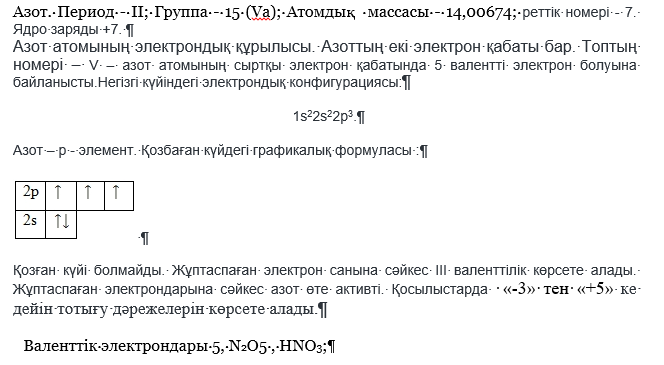 Азот. Период - II; Группа - 15 (Va); Атомдық массасы - 14,00674; реттік номері - 7.
Ядро заряды +7.¶
Азот атомының электрондық құрылысы. Азоттың екі электрон қабаты бар. Топтың
номері – V – азот атомының сыртқы электрон қабатында 5 валентті электрон болуына
байланысты.Негізгі күйіндегі электрондық конфигурациясы:¶
1s²2s²2p³.¶
Азот – p - элемент. Қозбаған күйдегі графикалық формуласы :¶
2p ↑ ↑ ↑
2s ↑↓
¶
Қозған күйі болмайды. Жұптаспаған электрон санына сәйкес III валенттілік көрсете алады.
Жұптаспаған электрондарына сәйкес азот өте активті. Қосылыстарда «-3» тен «+5» ке
дейін тотығу дәрежелерін көрсете алады.¶
Валенттік электрондары 5, N₂O5 , HNO₃;¶